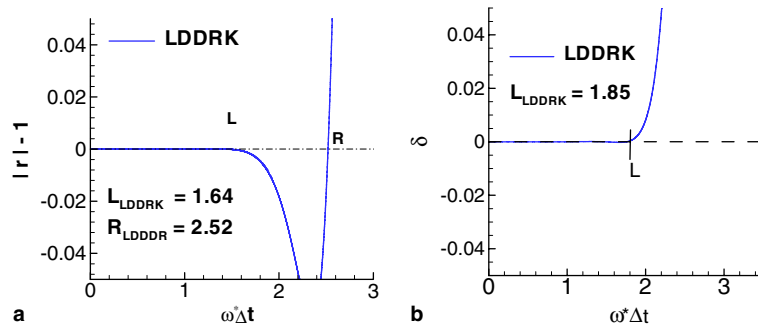 0.04
0.02
0
-0.02
-0.04
|r| - 1
LDDRK
L
R
L_LDDRK = 1.64
R_LDDDR = 2.52
0
1
2
3
ω*Δt
a
0.04
0.02
0
-0.02
-0.04
δ
LDDRK
L_LDDRK = 1.85
L
0
1
2
3
ω*Δt
b